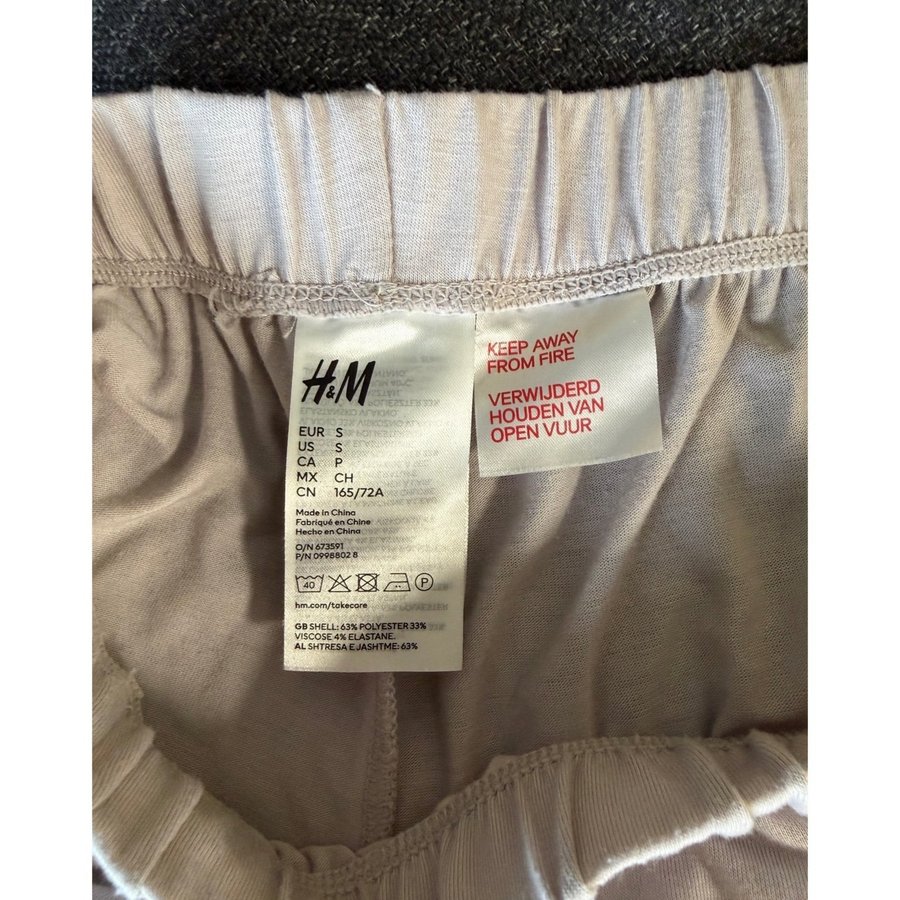 H&M
EUR S
US S
CA P
MX CH
CN 165/72A
Made in China
Fabriqué en Chine
Hecho en China
O/N 673591
P/N 0998802 8
40
P
hm.com/takecare
GB SHELL: 63% POLYESTER 33%
VISCOSE 4% ELASTANE.
AL SHTRESA E JASHTME: 63%
KEEP AWAY
FROM FIRE
VERWIJDERD
HOUDEN VAN
OPEN VUUR